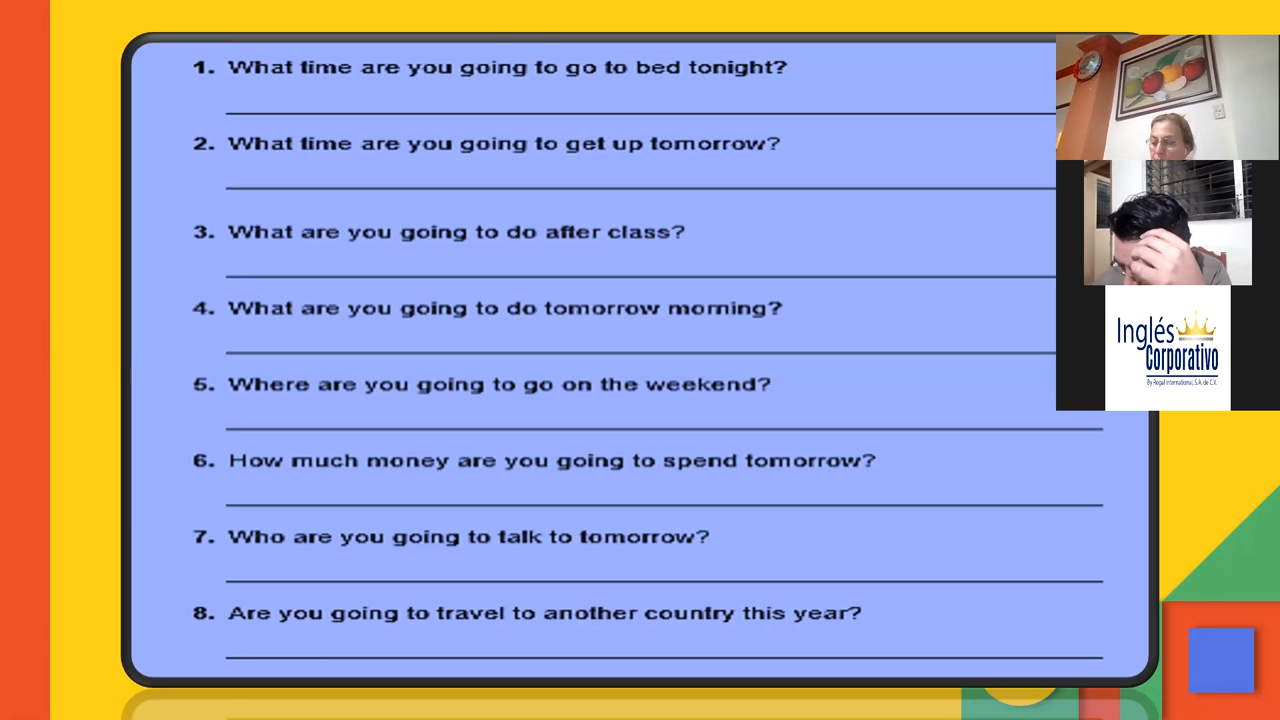 1. What time are you going to go to bed tonight?
2. What time are you going to get up tomorrow?
3. What are you going to do after class?
4. What are you going to do tomorrow morning?
5. Where are you going to go on the weekend?
6. How much money are you going to spend tomorrow?
7. Who are you going to talk to tomorrow?
8. Are you going to travel to another country this year?
Inglés
Corporativo
By Regal International, S.A. de C.V.